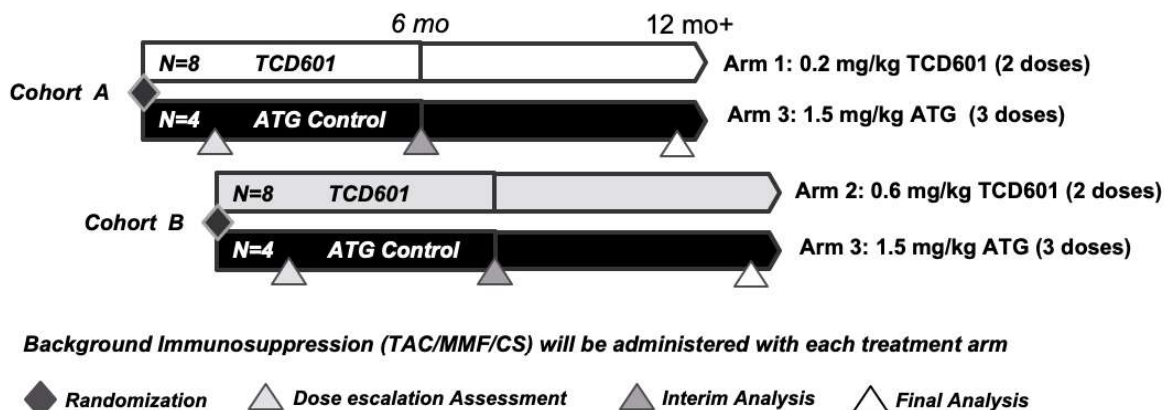 6 mo 12 mo+
N=8 TCD601 Arm 1: 0.2 mg/kg TCD601 (2 doses)
Cohort A
N=4 ATG Control Arm 3: 1.5 mg/kg ATG (3 doses)
N=8 TCD601 Arm 2: 0.6 mg/kg TCD601 (2 doses)
Cohort B
N=4 ATG Control Arm 3: 1.5 mg/kg ATG (3 doses)
Background Immunosuppression (TAC/MMF/CS) will be administered with each treatment arm
Randomization Dose escalation Assessment Interim Analysis Final Analysis